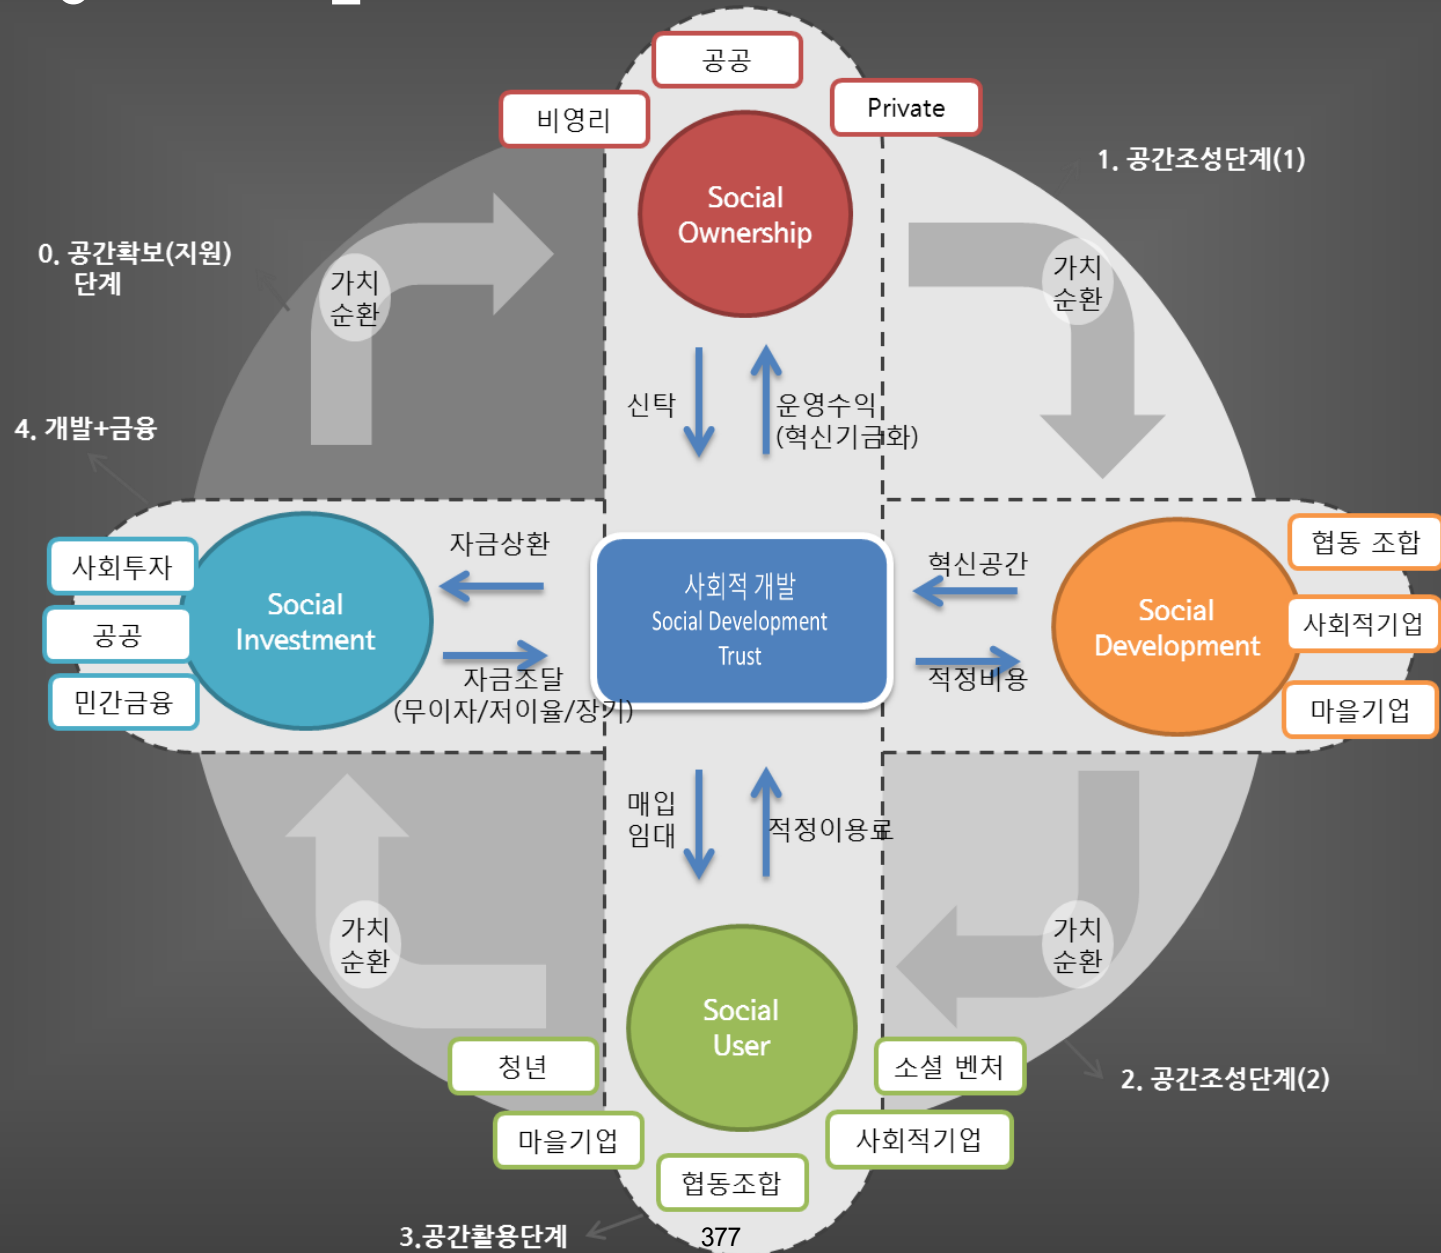 공공
비영리
Private
Social
Ownership
1. 공간조성단계(1)
0. 공간확보(지원)
단계
가치
순환
가치
순환
신탁
운영수익
(혁신기금화)
4. 개발+금융
사회투자
공공
민간금융
Social
Investment
자금상환
자금조달
(무이자/저이율/장기)
사회적 개발
Social Development
Trust
혁신공간
적정비용
Social
Development
협동 조합
사회적기업
마을기업
매입
임대
적정이용료
가치
순환
가치
순환
Social
User
청년
소셜 벤처
마을기업
사회적기업
협동조합
2. 공간조성단계(2)
3.공간활용단계
377